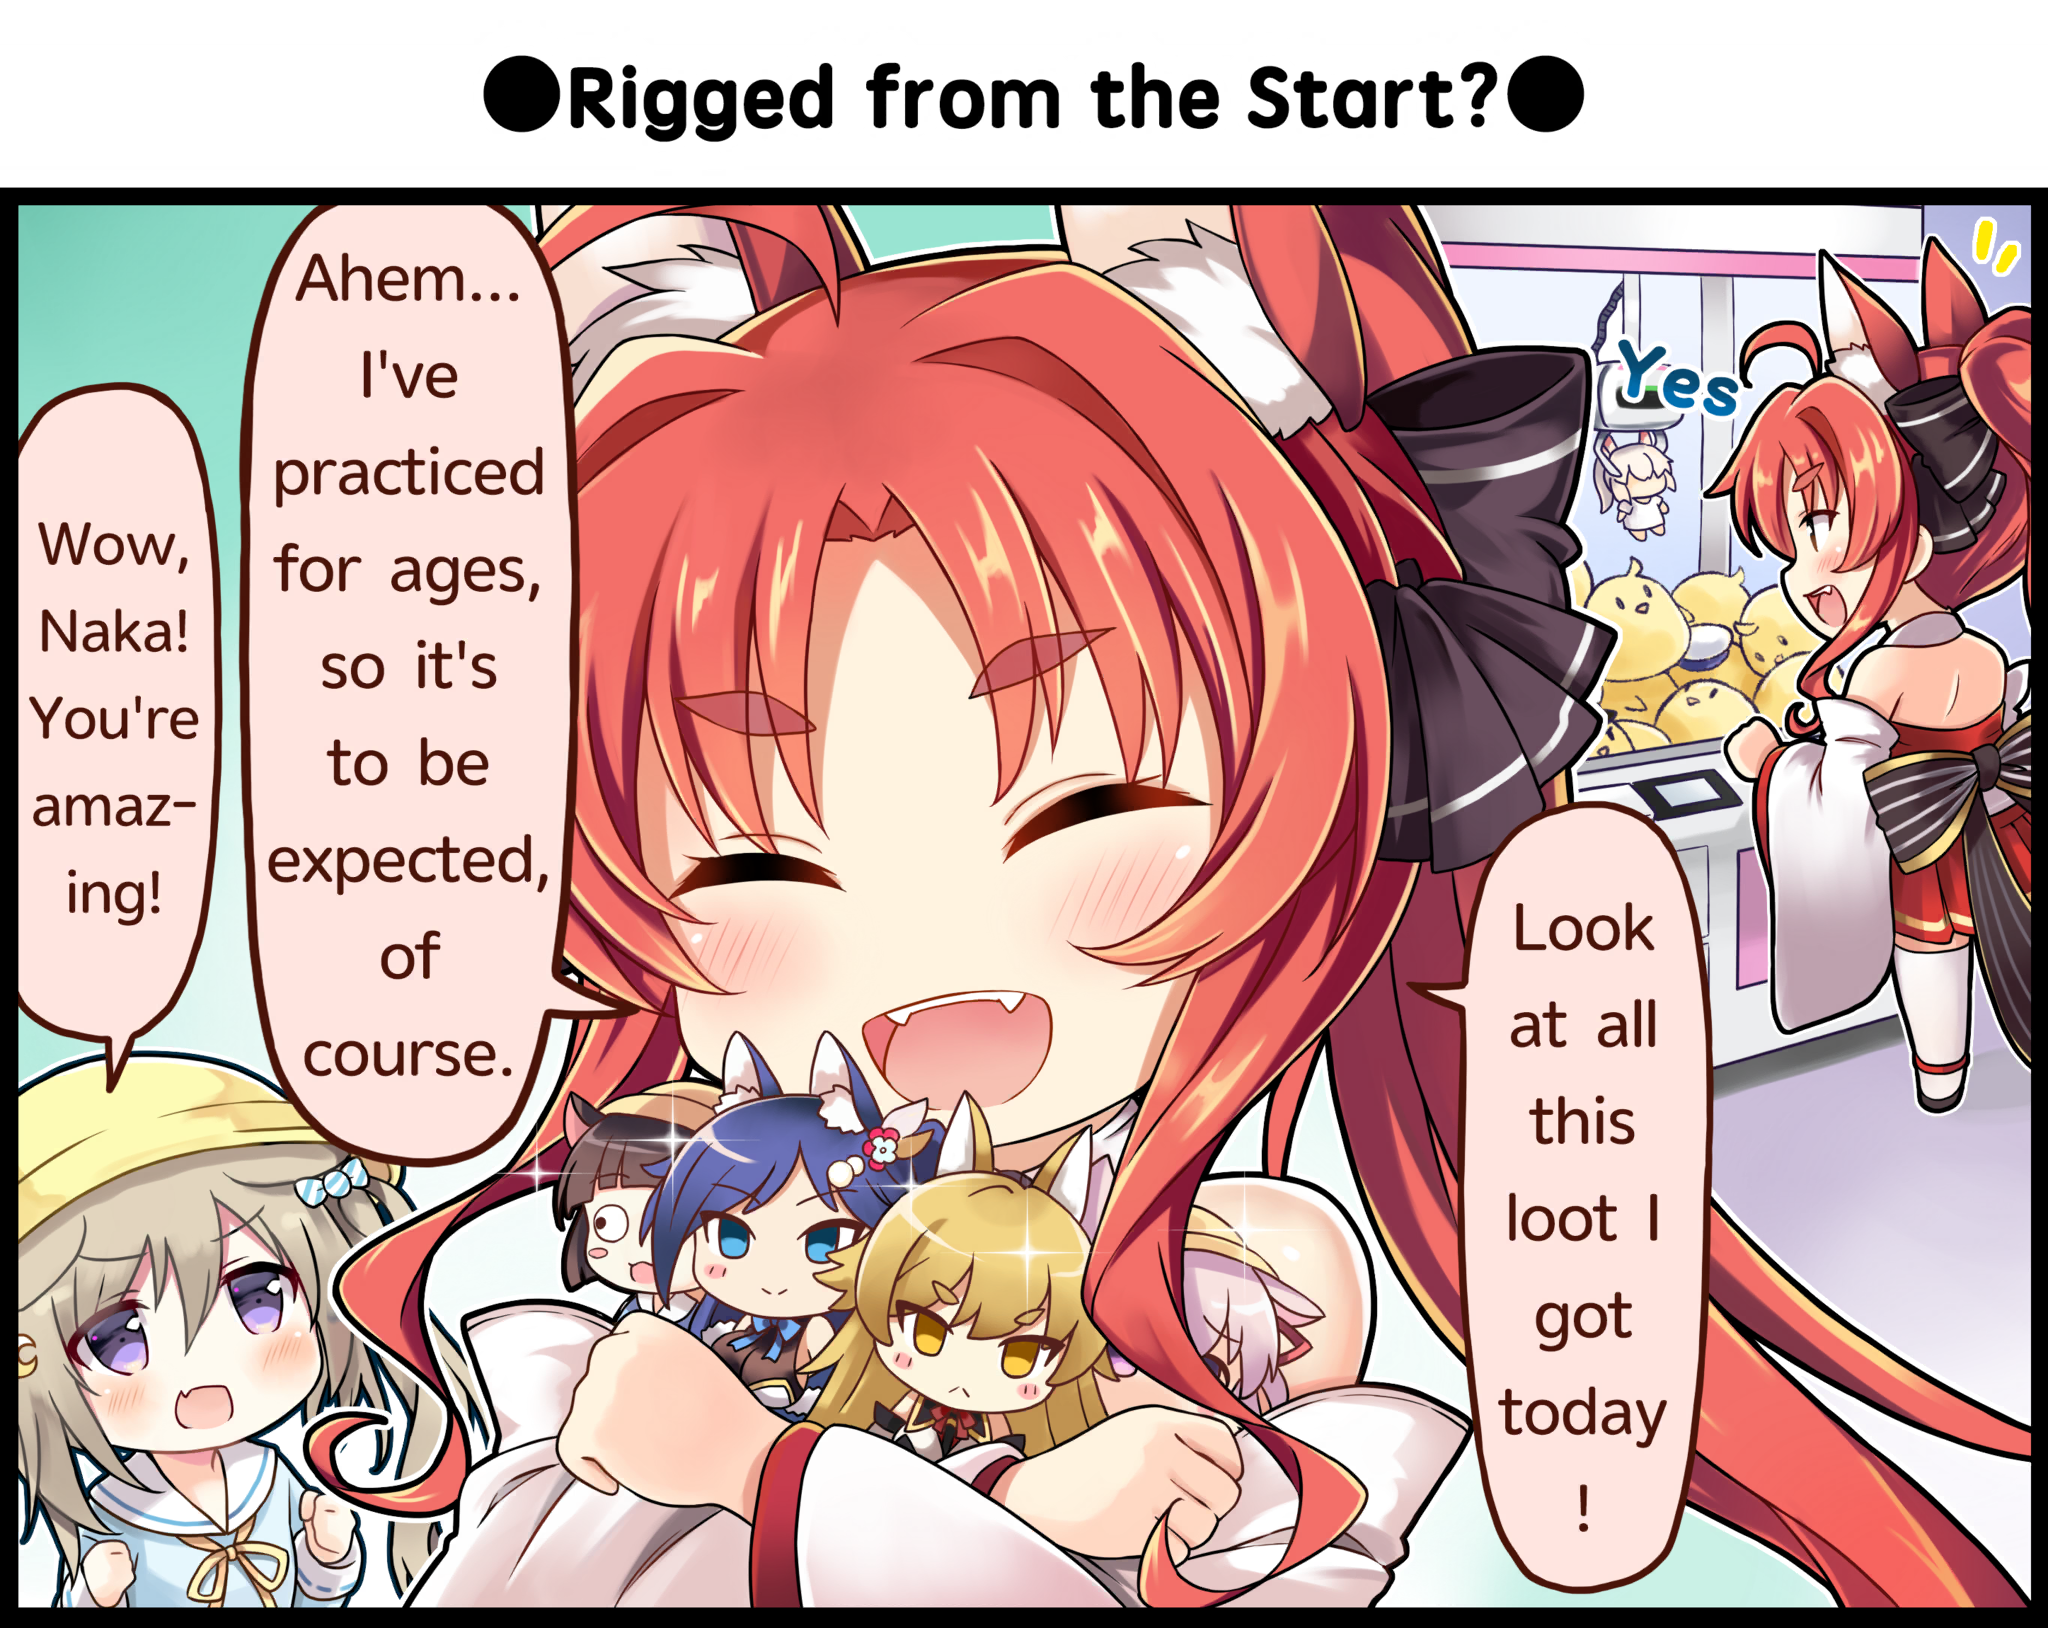 ●Rigged from the Start?●
Yes
Look
at all
this
loot I
got
today
!
Ahem...
I've
practiced
for ages,
so it's
to be
expected,
of
course.
Wow,
Naka!
You're
amaz-
ing!